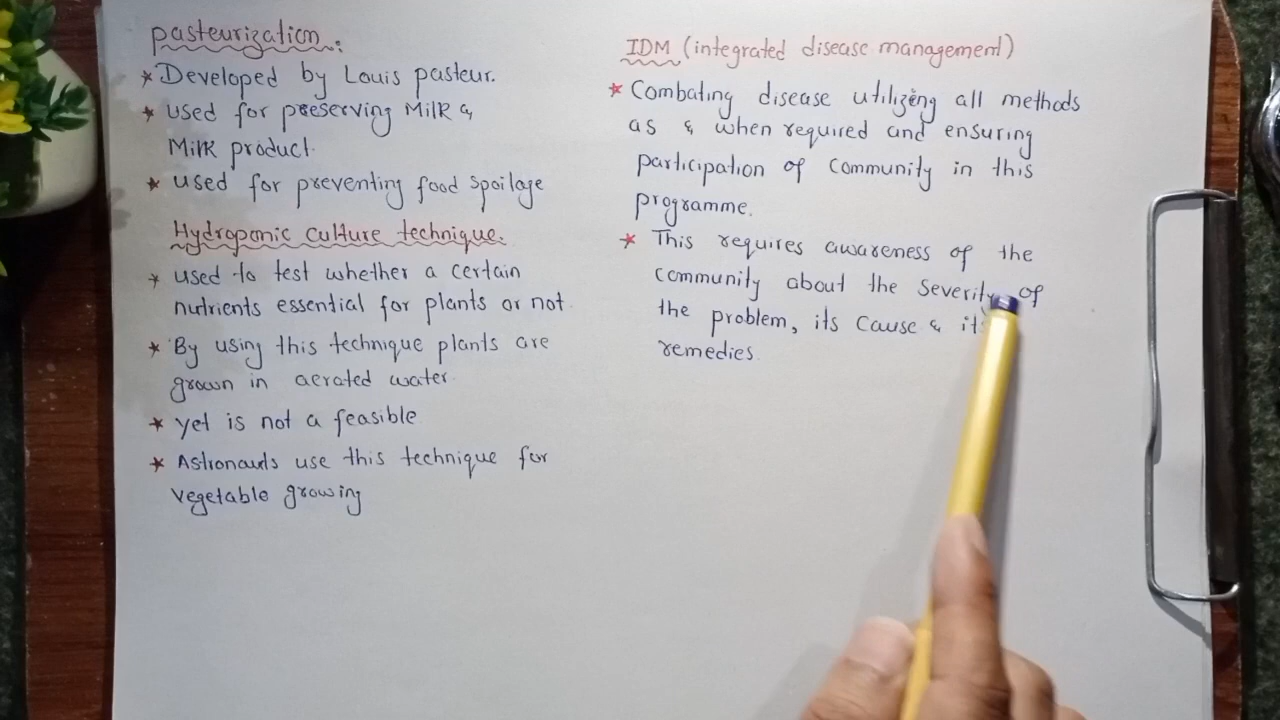 pasteurization:
* Developed by Louis pasteur.
* used for preserving Milk &
Milk product.
* used for preventing food spoilage
Hydroponic culture technique.
* used to test whether a certain
nutrients essential for plants or not.
* By using this technique plants are
grown in aerated water.
* yet is not a feasible
* Astronauts use this technique for
vegetable growing
IDM (integrated disease management)
* Combating disease utilizing all methods
as & when required and ensuring
participation of community in this
programme.
* This requires awareness of the
community about the severity of
the problem, its cause & its
remedies.